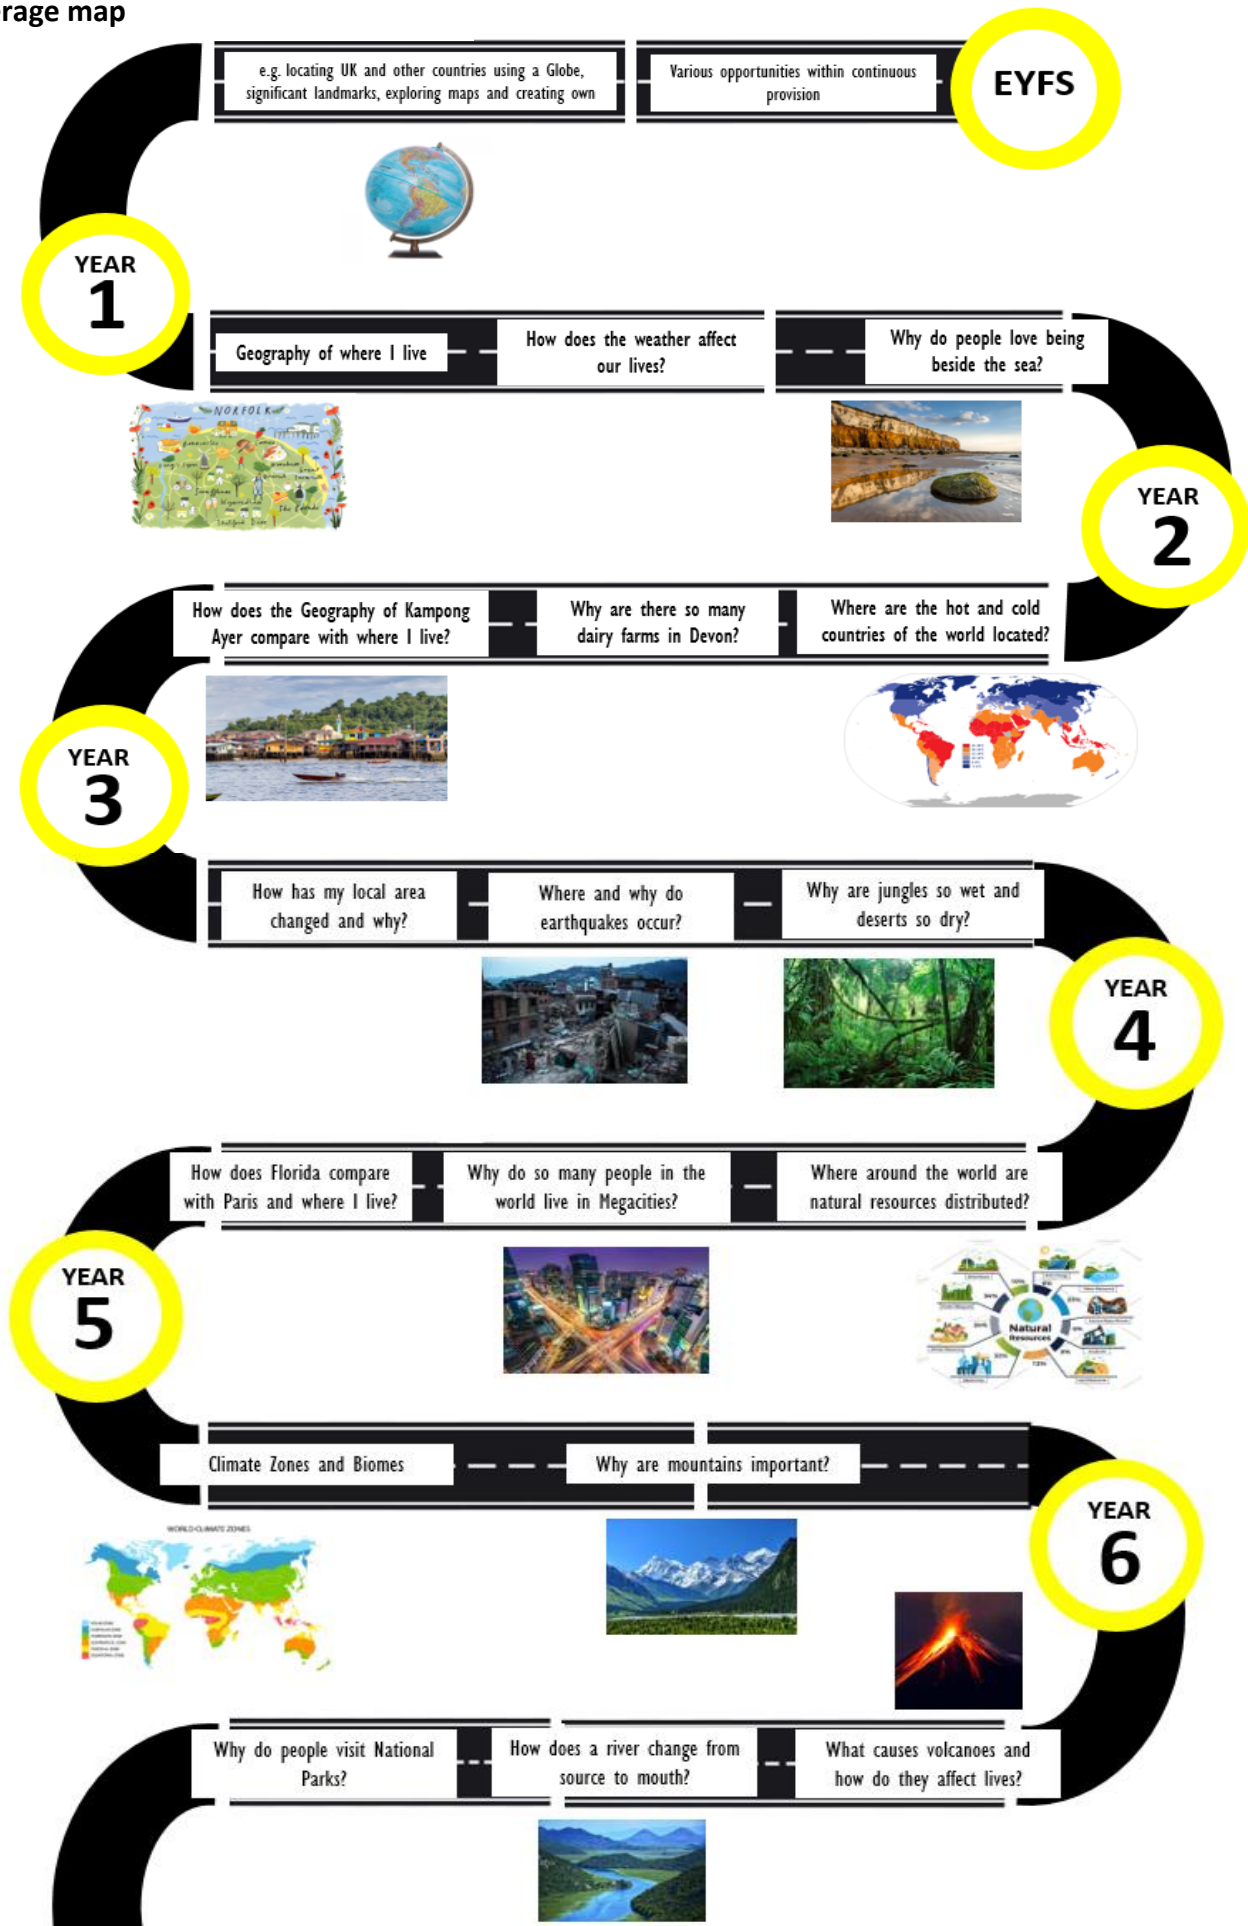 erage map
e.g. locating UK and other countries using a Globe,
significant landmarks, exploring maps and creating own
Various opportunities within continuous
provision
EYFS
YEAR
1
Geography of where I live
How does the weather affect
our lives?
Why do people love being
beside the sea?
NORFOLK
YEAR
2
How does the Geography of Kampong
Ayer compare with where I live?
Why are there so many
dairy farms in Devon?
Where are the hot and cold
countries of the world located?
YEAR
3
How has my local area
changed and why?
Where and why do
earthquakes occur?
Why are jungles so wet and
deserts so dry?
YEAR
4
How does Florida compare
with Paris and where I live?
Why do so many people in the
world live in Megacities?
Where around the world are
natural resources distributed?
YEAR
5
Natural
Resources
Climate Zones and Biomes
Why are mountains important?
YEAR
6
WORLD CLIMATE ZONES
Why do people visit National
Parks?
How does a river change from
source to mouth?
What causes volcanoes and
how do they affect lives?